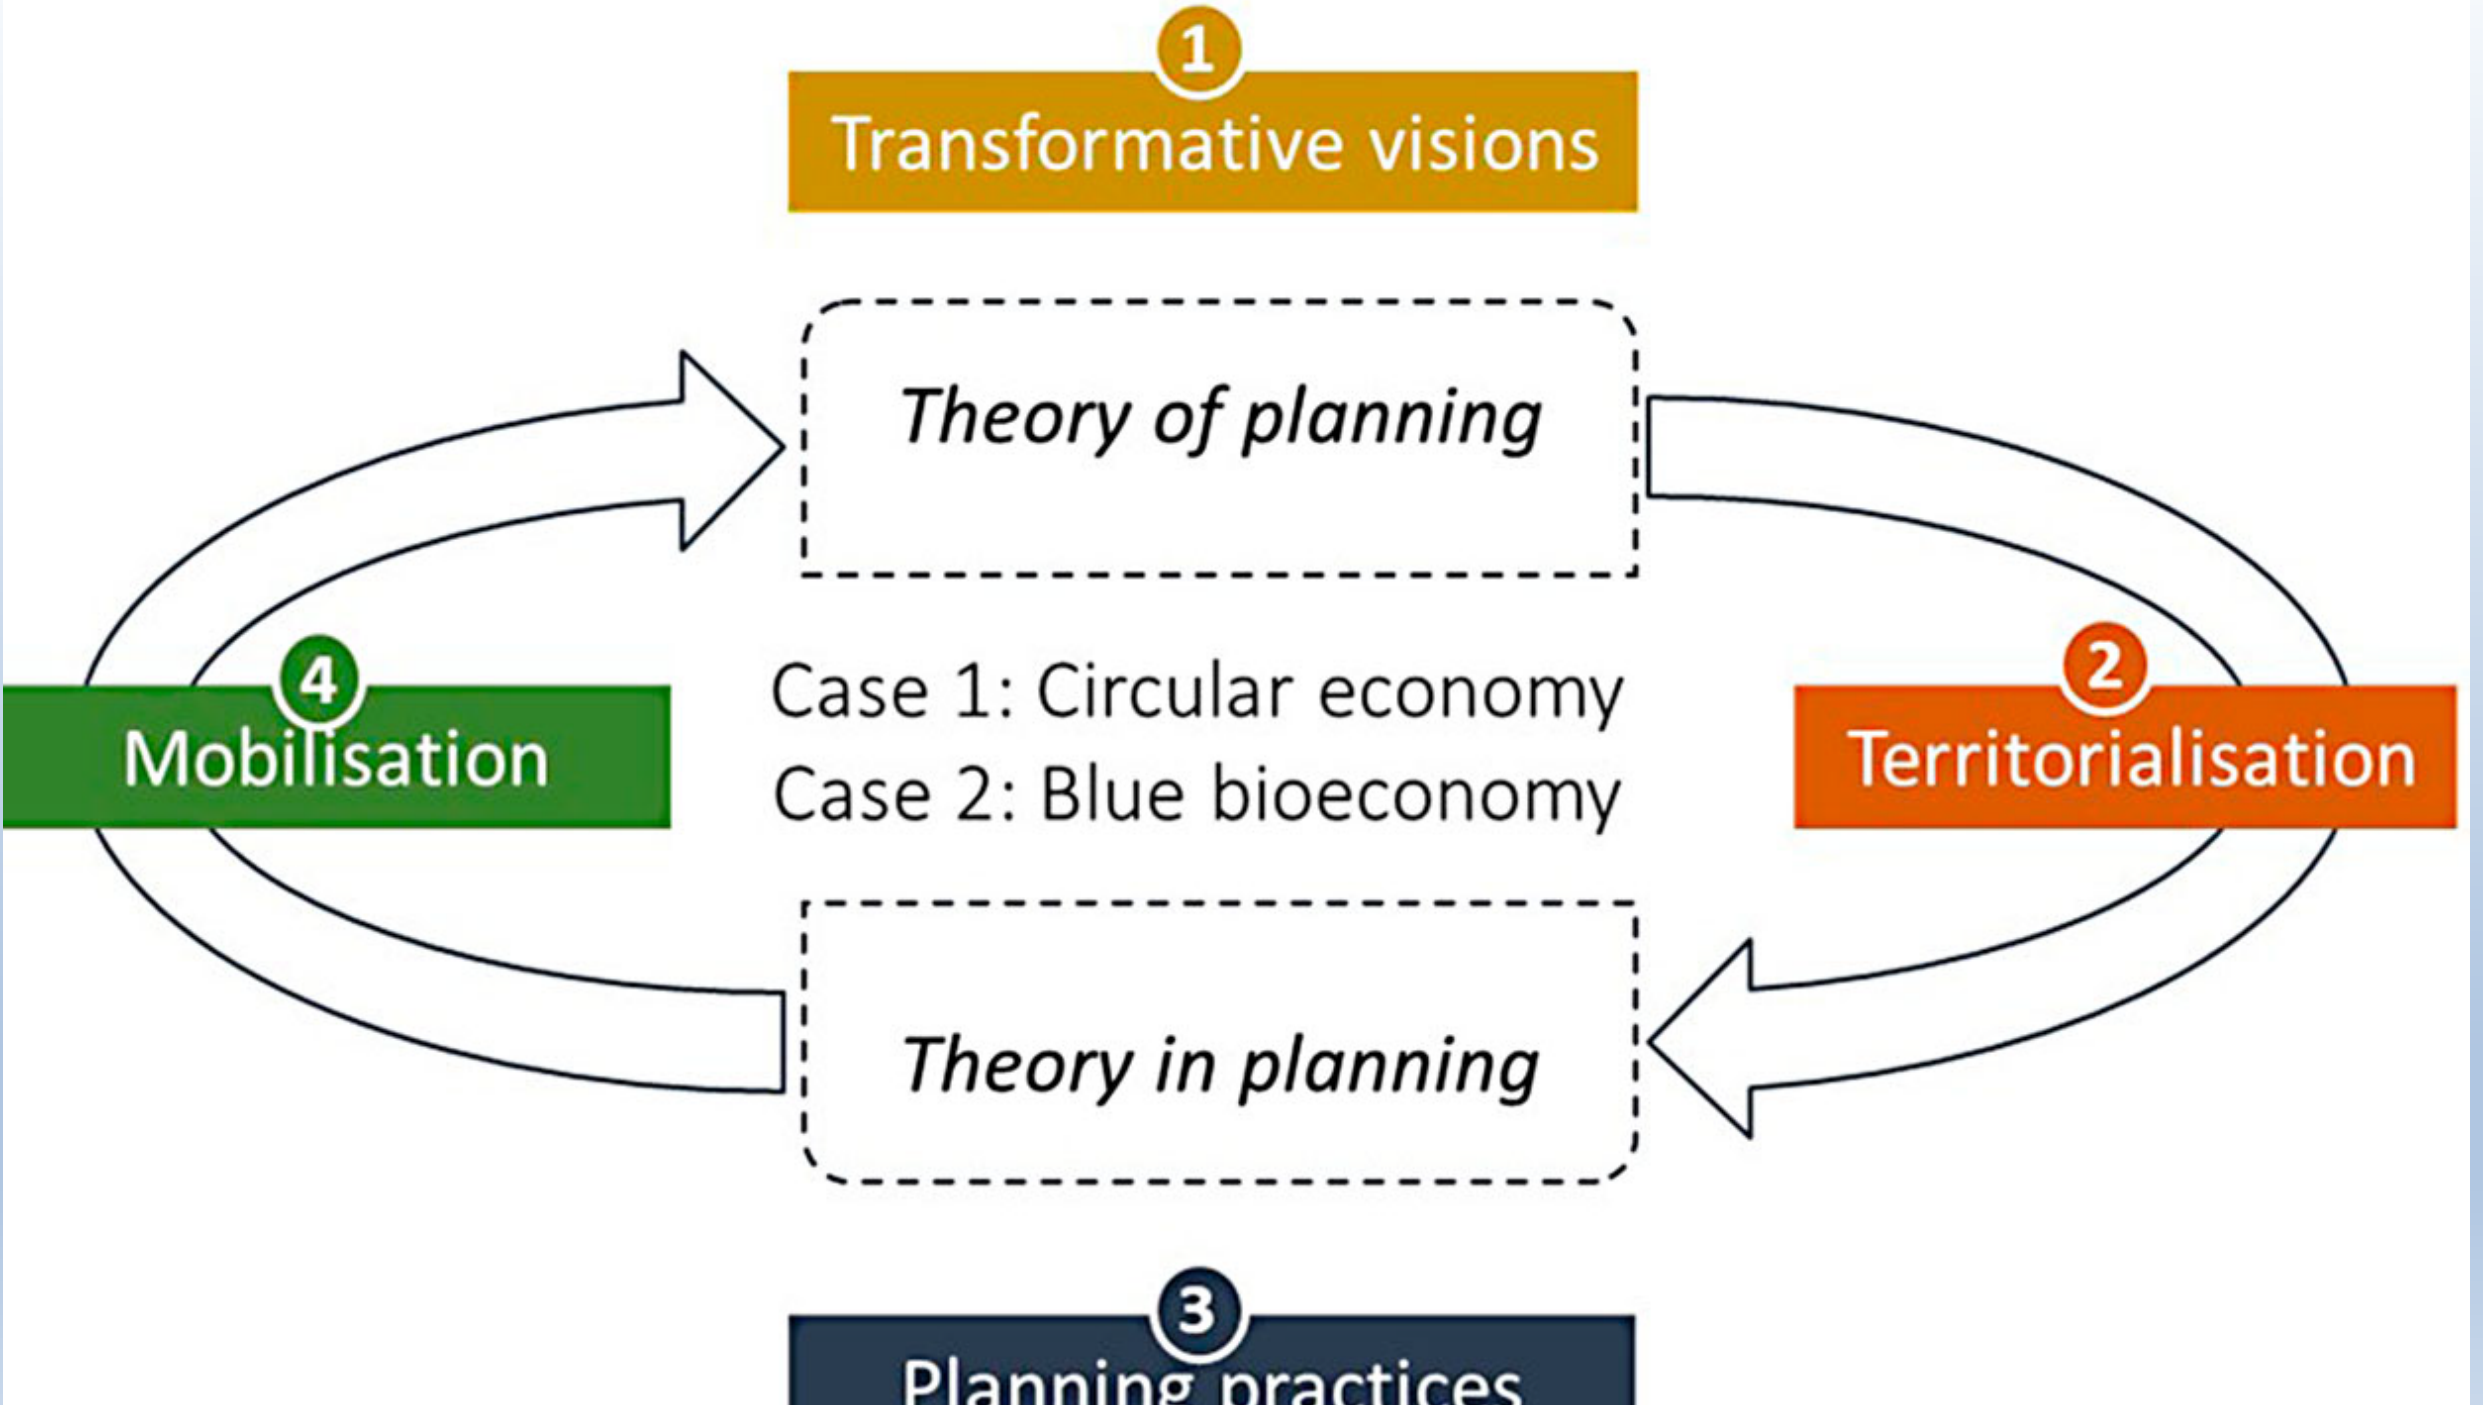 1
Transformative visions
Theory of planning
4
Mobilisation
Case 1: Circular economy
Case 2: Blue bioeconomy
2
Territorialisation
Theory in planning
3
Planning practices